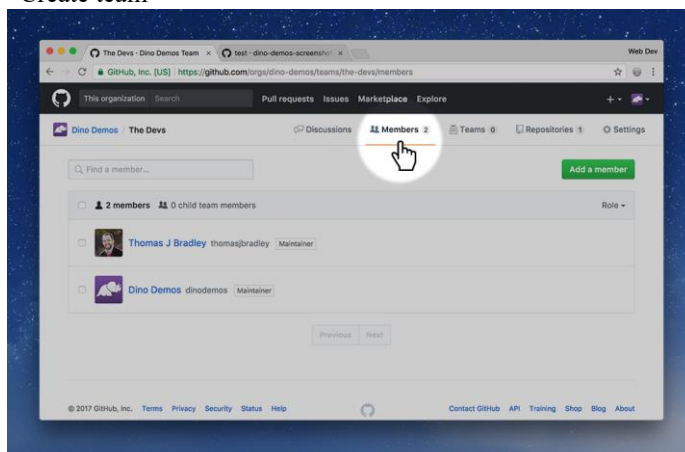 The Devs · Dino Demos Team
test · dino-demos-screensho
Web Dev
GitHub, Inc. [US] https://github.com/orgs/dino-demos/teams/the-devs/members
This organization Search Pull requests Issues Marketplace Explore
Dino Demos / The Devs Discussions Members 2 Teams 0 Repositories 1 Settings
Find a member... Add a member
2 members 0 child team members Role
Thomas J Bradley thomasjbradley Maintainer
Dino Demos dinodemos Maintainer
Previous Next
© 2017 GitHub, Inc. Terms Privacy Security Status Help Contact GitHub API Training Shop Blog About